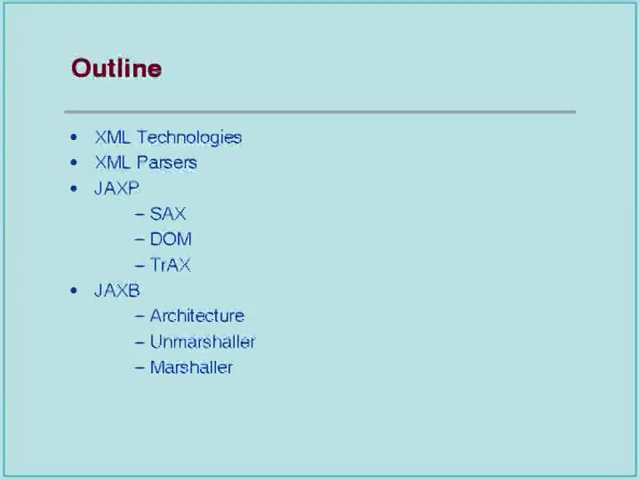 Outline
• XML Technologies
• XML Parsers
• JAXP
– SAX
– DOM
– TrAX
• JAXB
– Architecture
– Unmarshaller
– Marshaller